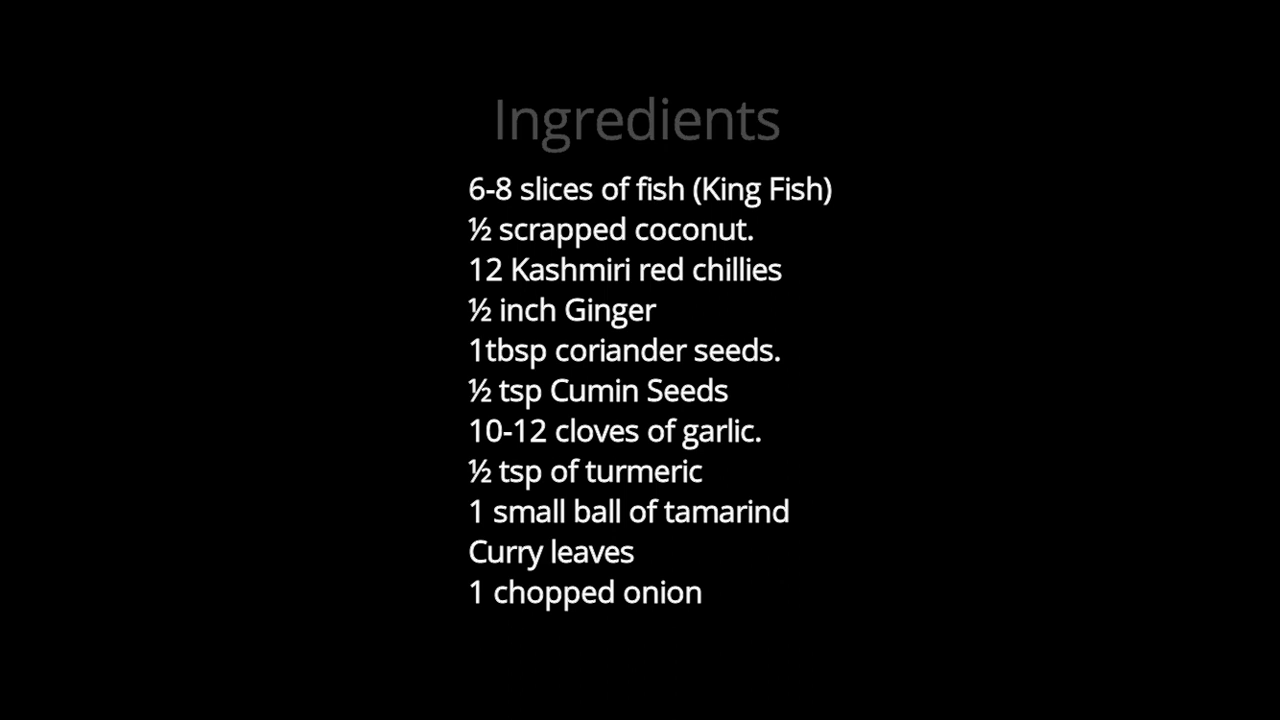 Ingredients
6-8 slices of fish (King Fish)
½ scrapped coconut.
12 Kashmiri red chillies
½ inch Ginger
1tbsp coriander seeds.
½ tsp Cumin Seeds
10-12 cloves of garlic.
½ tsp of turmeric
1 small ball of tamarind
Curry leaves
1 chopped onion